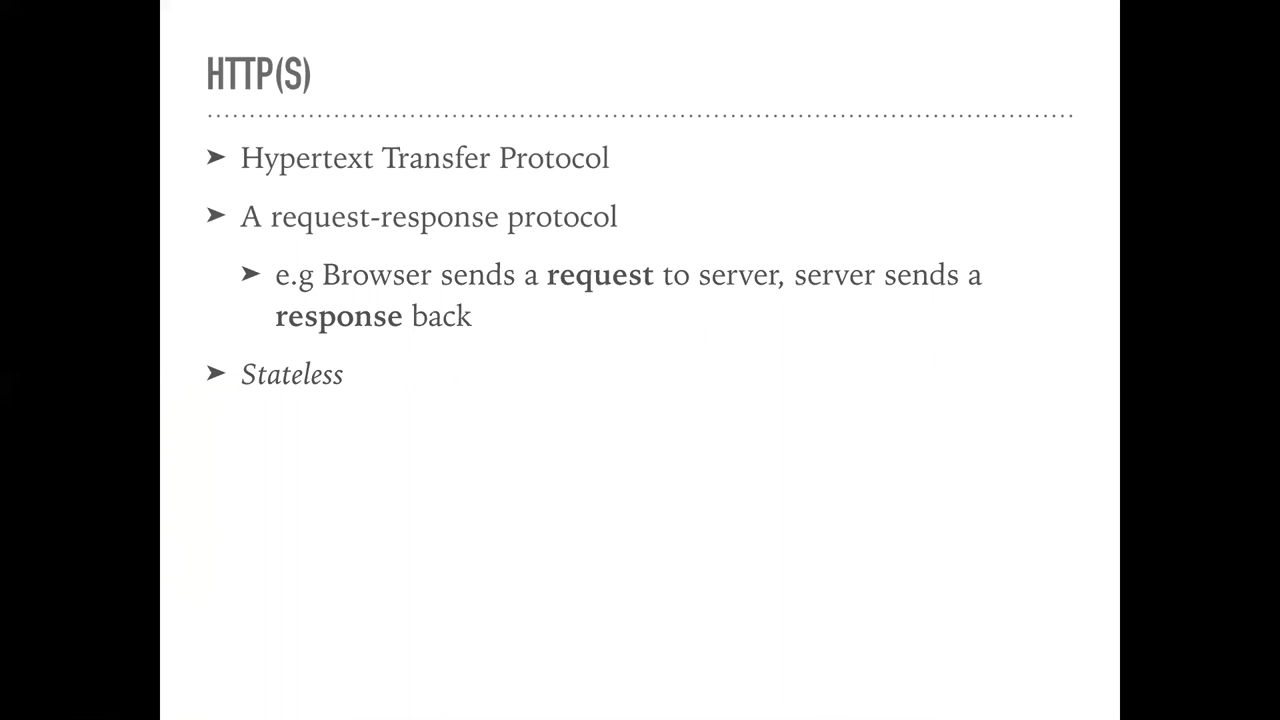 HTTP(S)
➤ Hypertext Transfer Protocol
➤ A request-response protocol
➤ e.g Browser sends a request to server, server sends a
response back
➤ Stateless